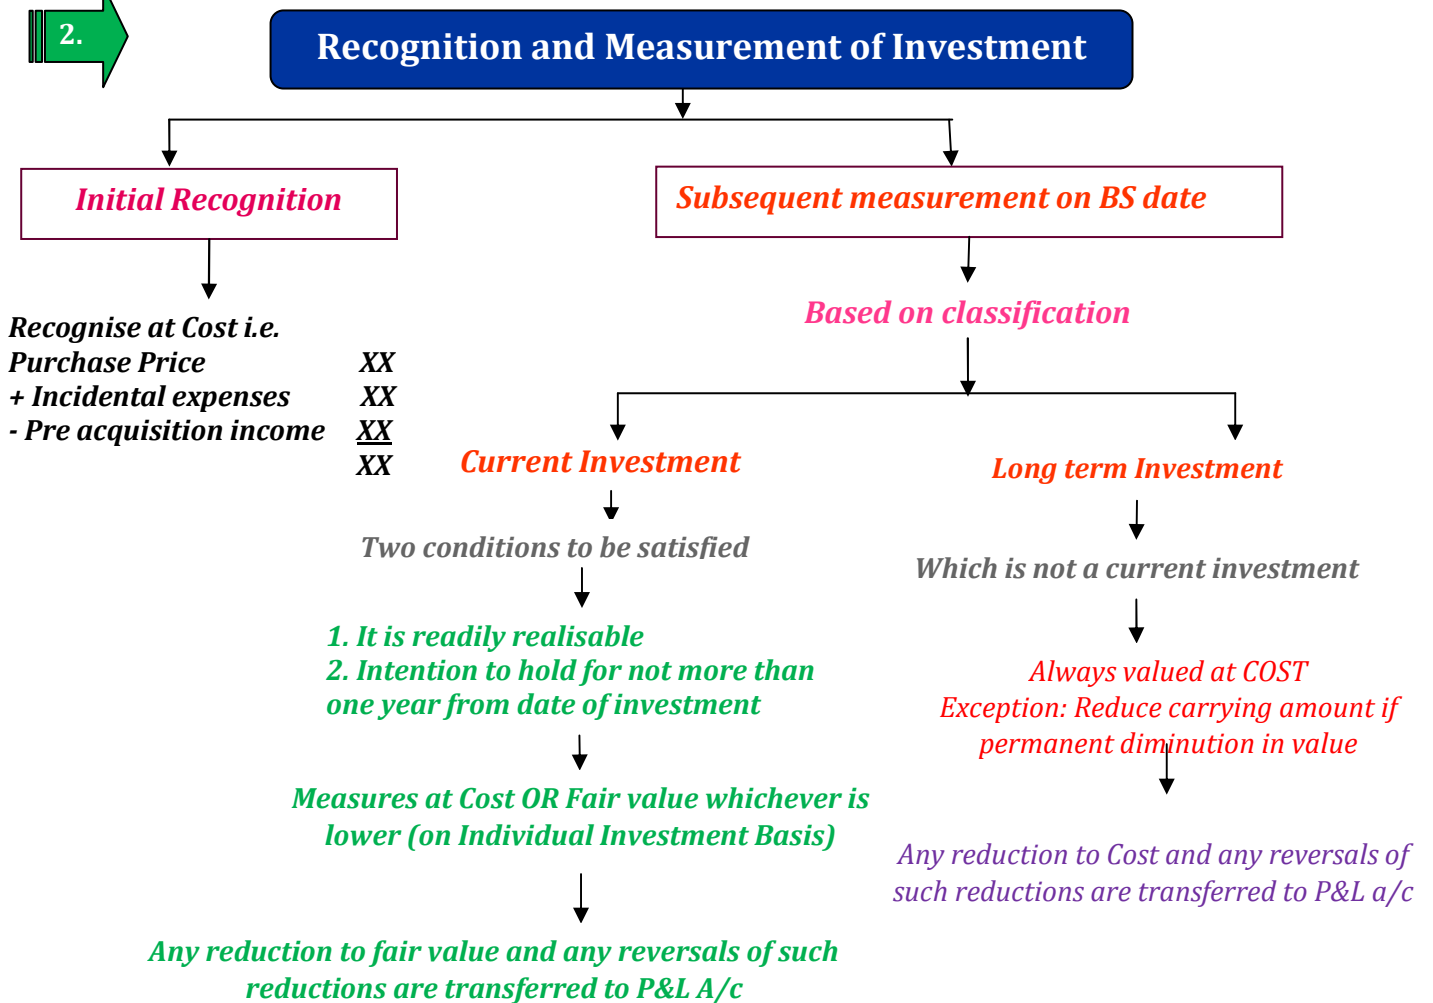 2.
Recognition and Measurement of Investment
Initial Recognition
Subsequent measurement on BS date
Recognise at Cost i.e.
Purchase Price XX
+ Incidental expenses XX
- Pre acquisition income XX
XX
Based on classification
Current Investment
Long term Investment
Two conditions to be satisfied
Which is not a current investment
1. It is readily realisable
2. Intention to hold for not more than
one year from date of investment
Always valued at COST
Exception: Reduce carrying amount if
permanent diminution in value
Measures at Cost OR Fair value whichever is
lower (on Individual Investment Basis)
Any reduction to Cost and any reversals of
such reductions are transferred to P&L a/c
Any reduction to fair value and any reversals of such
reductions are transferred to P&L A/c